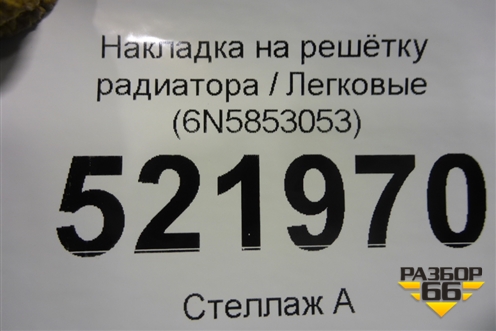 Накладка на решётку
радиатора / Легковые
(6N5853053)
521970
Стеллаж А
РАЗБОР
66